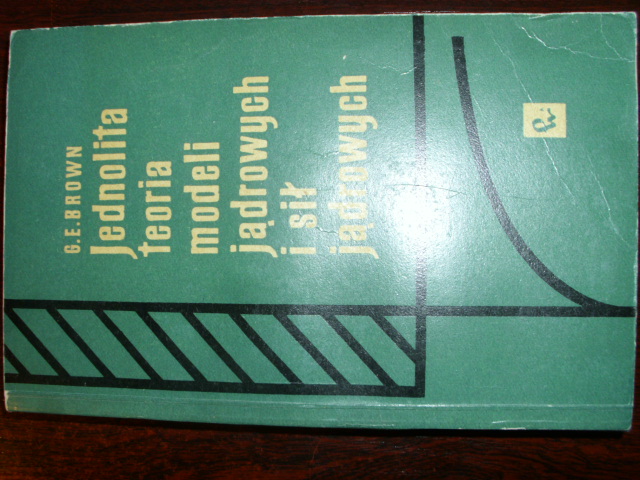 G.E.BROWN
Jednolita
teoria
modeli
jądrowych
i sił
jądrowych